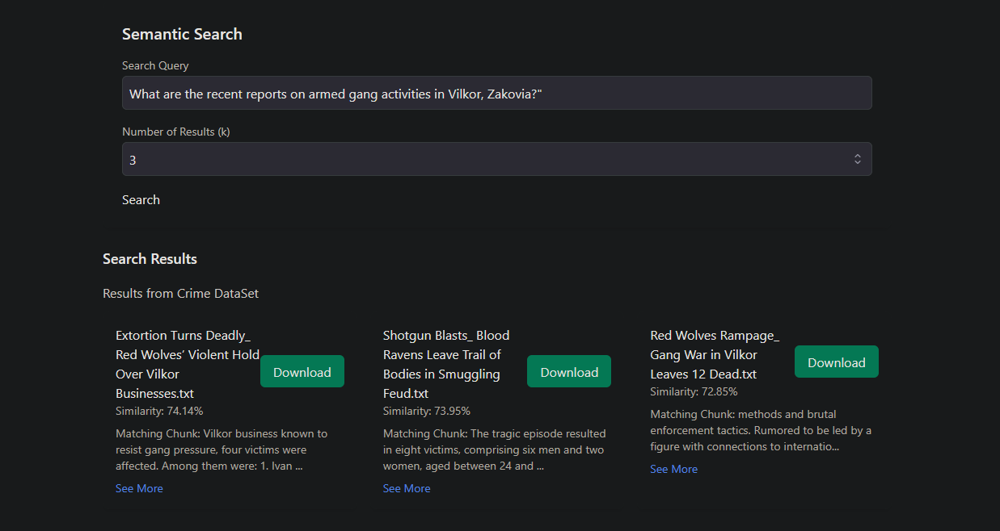 Semantic Search
Search Query
What are the recent reports on armed gang activities in Vilkor, Zakovia?"
Number of Results (k)
3
Search
Search Results
Results from Crime DataSet
Extortion Turns Deadly_
Red Wolves’ Violent Hold
Over Vilkor
Businesses.txt
Download
Similarity: 74.14%
Matching Chunk: Vilkor business known to
resist gang pressure, four victims were
affected. Among them were: 1. Ivan ...
See More
Shotgun Blasts_ Blood
Ravens Leave Trail of
Bodies in Smuggling
Feud.txt
Download
Similarity: 73.95%
Matching Chunk: The tragic episode resulted
in eight victims, comprising six men and two
women, aged between 24 and ...
See More
Red Wolves Rampage_
Gang War in Vilkor
Leaves 12 Dead.txt
Download
Similarity: 72.85%
Matching Chunk: methods and brutal
enforcement tactics. Rumored to be led by a
figure with connections to internatio...
See More